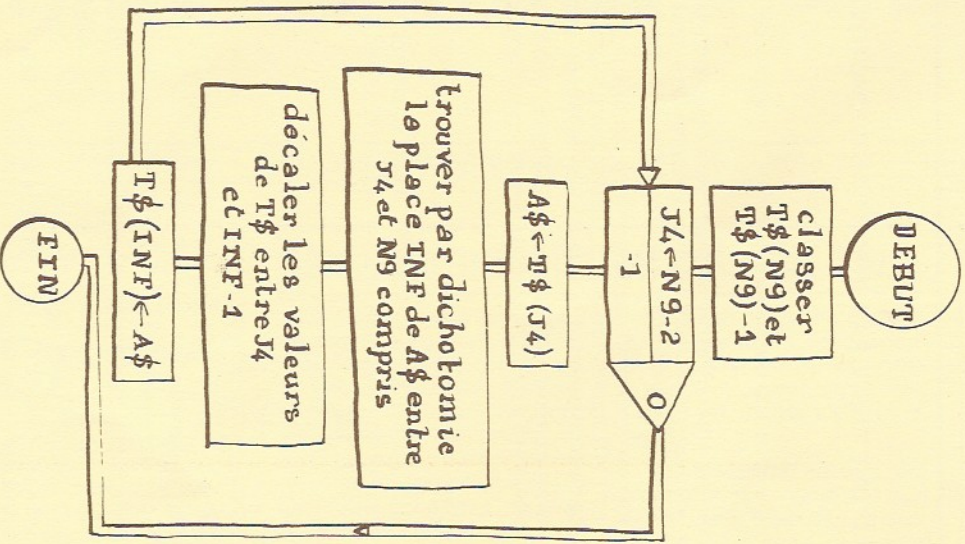 DEBUT
classer
T$(N9) et
T$(N9)-1
J4←N9-2
-1
0
A$←T$(J4)
trouver par dichotomie
la place INF de A$ entre
J4 et N9 compris
décaler les valeurs
de T$ entre J4
et INF-1
T$(INF)←A$
FIN